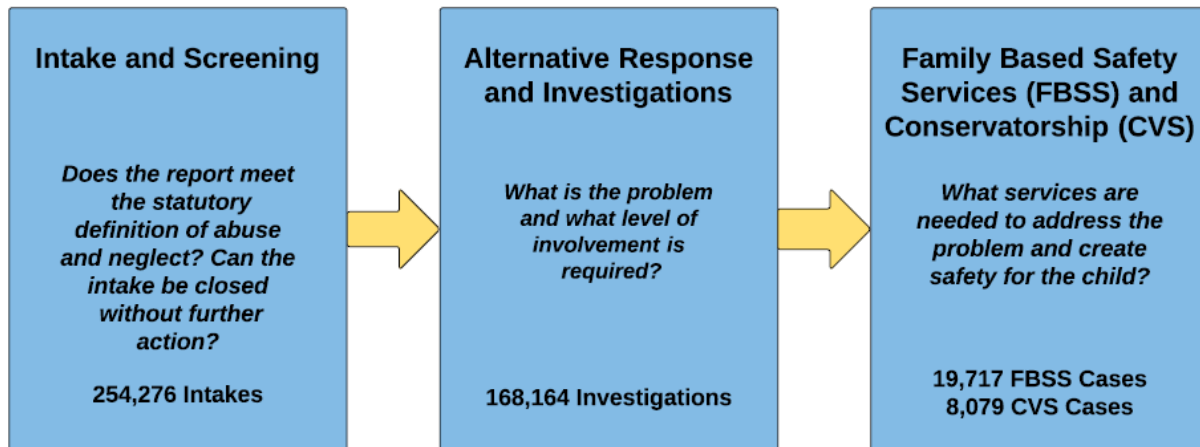 Intake and Screening
Does the report meet
the statutory
definition of abuse
and neglect? Can the
intake be closed
without further
action?
254,276 Intakes
Alternative Response
and Investigations
What is the problem
and what level of
involvement is
required?
168,164 Investigations
Family Based Safety
Services (FBSS) and
Conservatorship (CVS)
What services are
needed to address the
problem and create
safety for the child?
19,717 FBSS Cases
8,079 CVS Cases